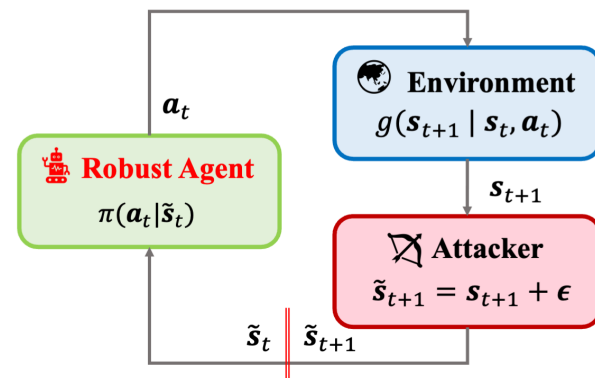 Environment
g(s_{t+1} | s_t, a_t)
a_t
Robust Agent
π(a_t|s̃_t)
s_{t+1}
Attacker
s̃_{t+1} = s_{t+1} + ϵ
s̃_t s̃_{t+1}